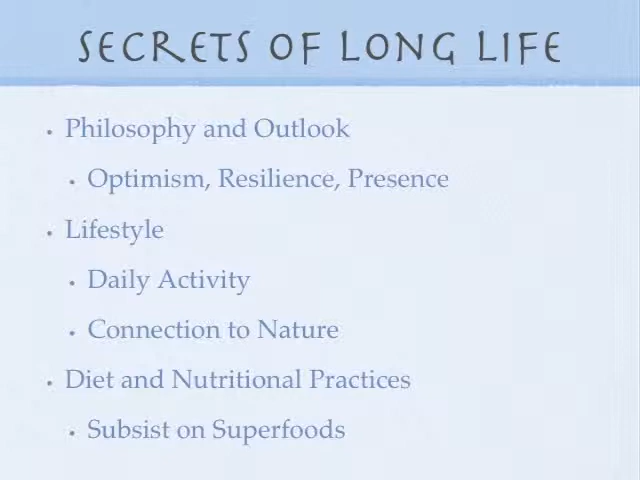 SECRETS OF LONG LIFE
• Philosophy and Outlook
• Optimism, Resilience, Presence
• Lifestyle
• Daily Activity
• Connection to Nature
• Diet and Nutritional Practices
• Subsist on Superfoods